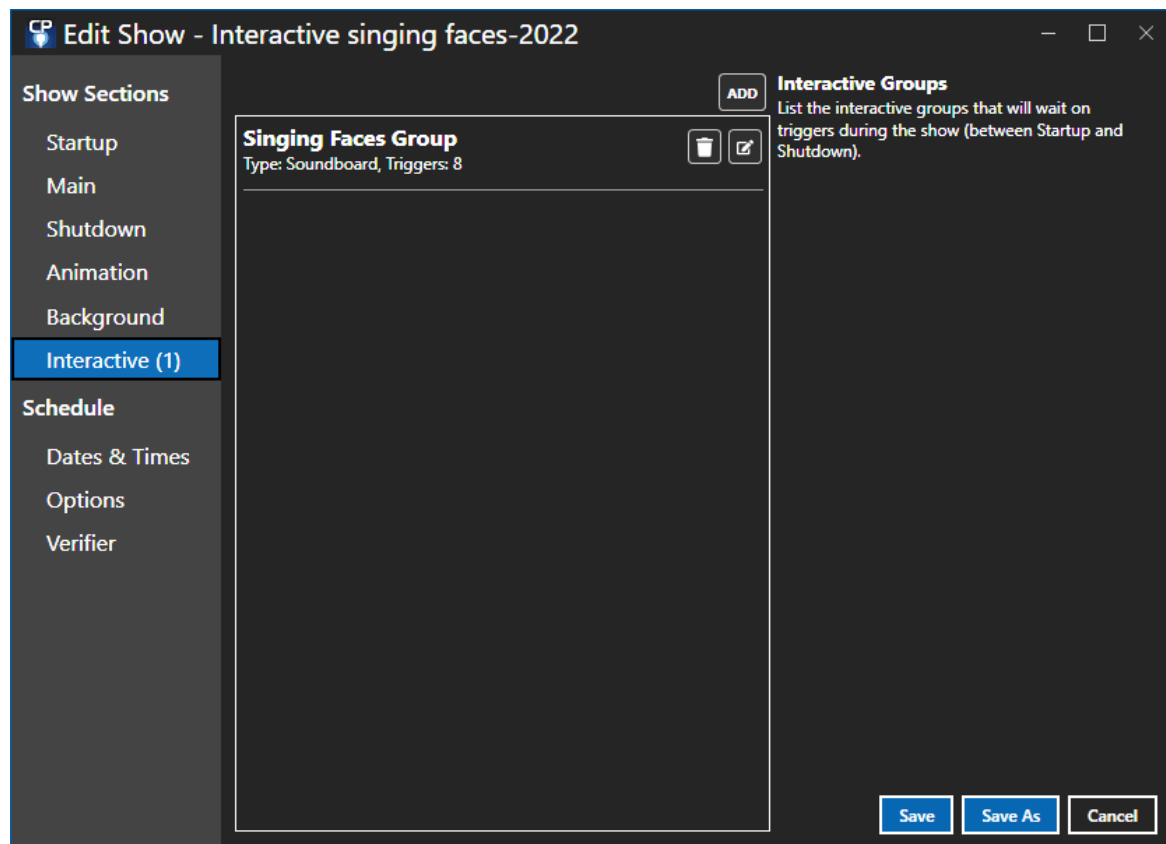 CP Edit Show - Interactive singing faces-2022
Show Sections
Startup
Main
Shutdown
Animation
Background
Interactive (1)
Schedule
Dates & Times
Options
Verifier
ADD
Singing Faces Group
Type: Soundboard, Triggers: 8
Interactive Groups
List the interactive groups that will wait on
triggers during the show (between Startup and
Shutdown).
Save
Save As
Cancel